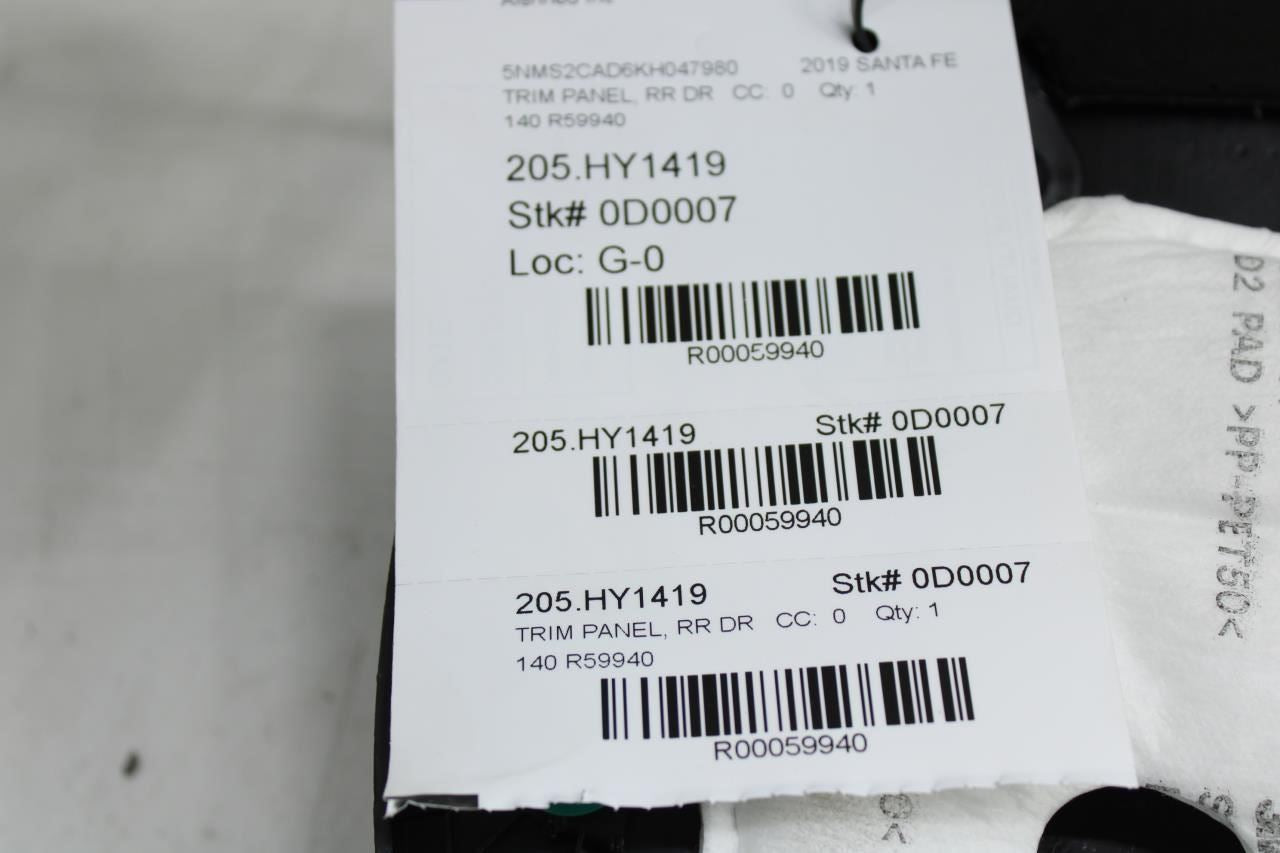 5NMS2CAD6KH047980 2019 SANTA FE
TRIM PANEL, RR DR CC: 0 Qty: 1
140 R59940
205.HY1419
Stk# 0D0007
Loc: G-0
R00059940
205.HY1419 Stk# 0D0007
R00059940
205.HY1419 Stk# 0D0007
TRIM PANEL, RR DR CC: 0 Qty: 1
140 R59940
R00059940
D2 PAD >PP-PET50<